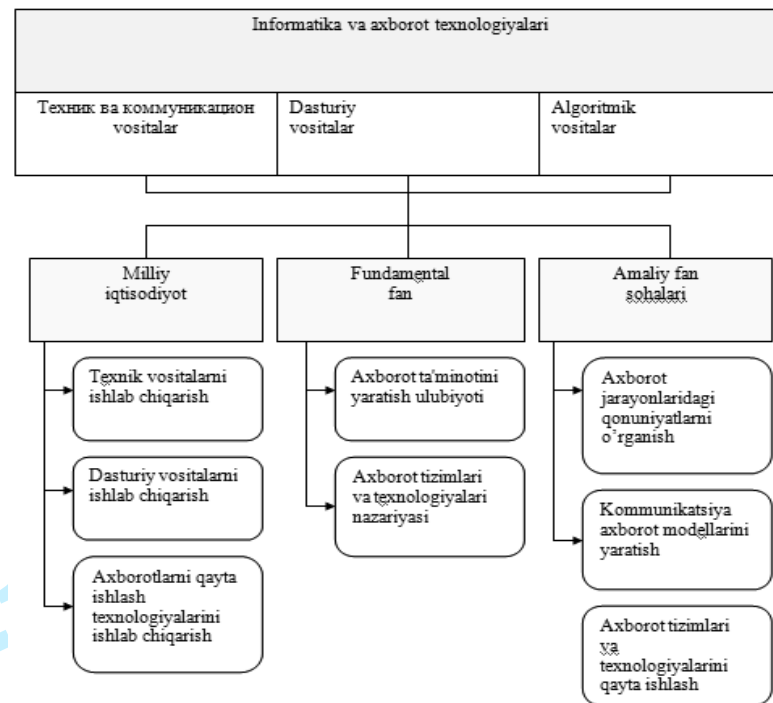 Informatika va axborot texnologiyalari
Техник ва коммуникацион
vositalar
Dasturiy
vositalar
Algoritmik
vositalar
Milliy
iqtisodiyot
Fundamental
fan
Amaliy fan
sohalari
Texnik vositalarni
ishlab chiqarish
Dasturiy vositalarni
ishlab chiqarish
Axborotlarni qayta
ishlash
texnologiyalarini
ishlab chiqarish
Axborot ta'minotini
yaratish ulubiyoti
Axborot tizimlari
va texnologiyalari
nazariyasi
Axborot
jarayonlaridagi
qonuniyatlarni
o’rganish
Kommunikatsiya
axborot modellarini
yaratish
Axborot tizimlari
va
texnologiyalarini
qayta ishlash